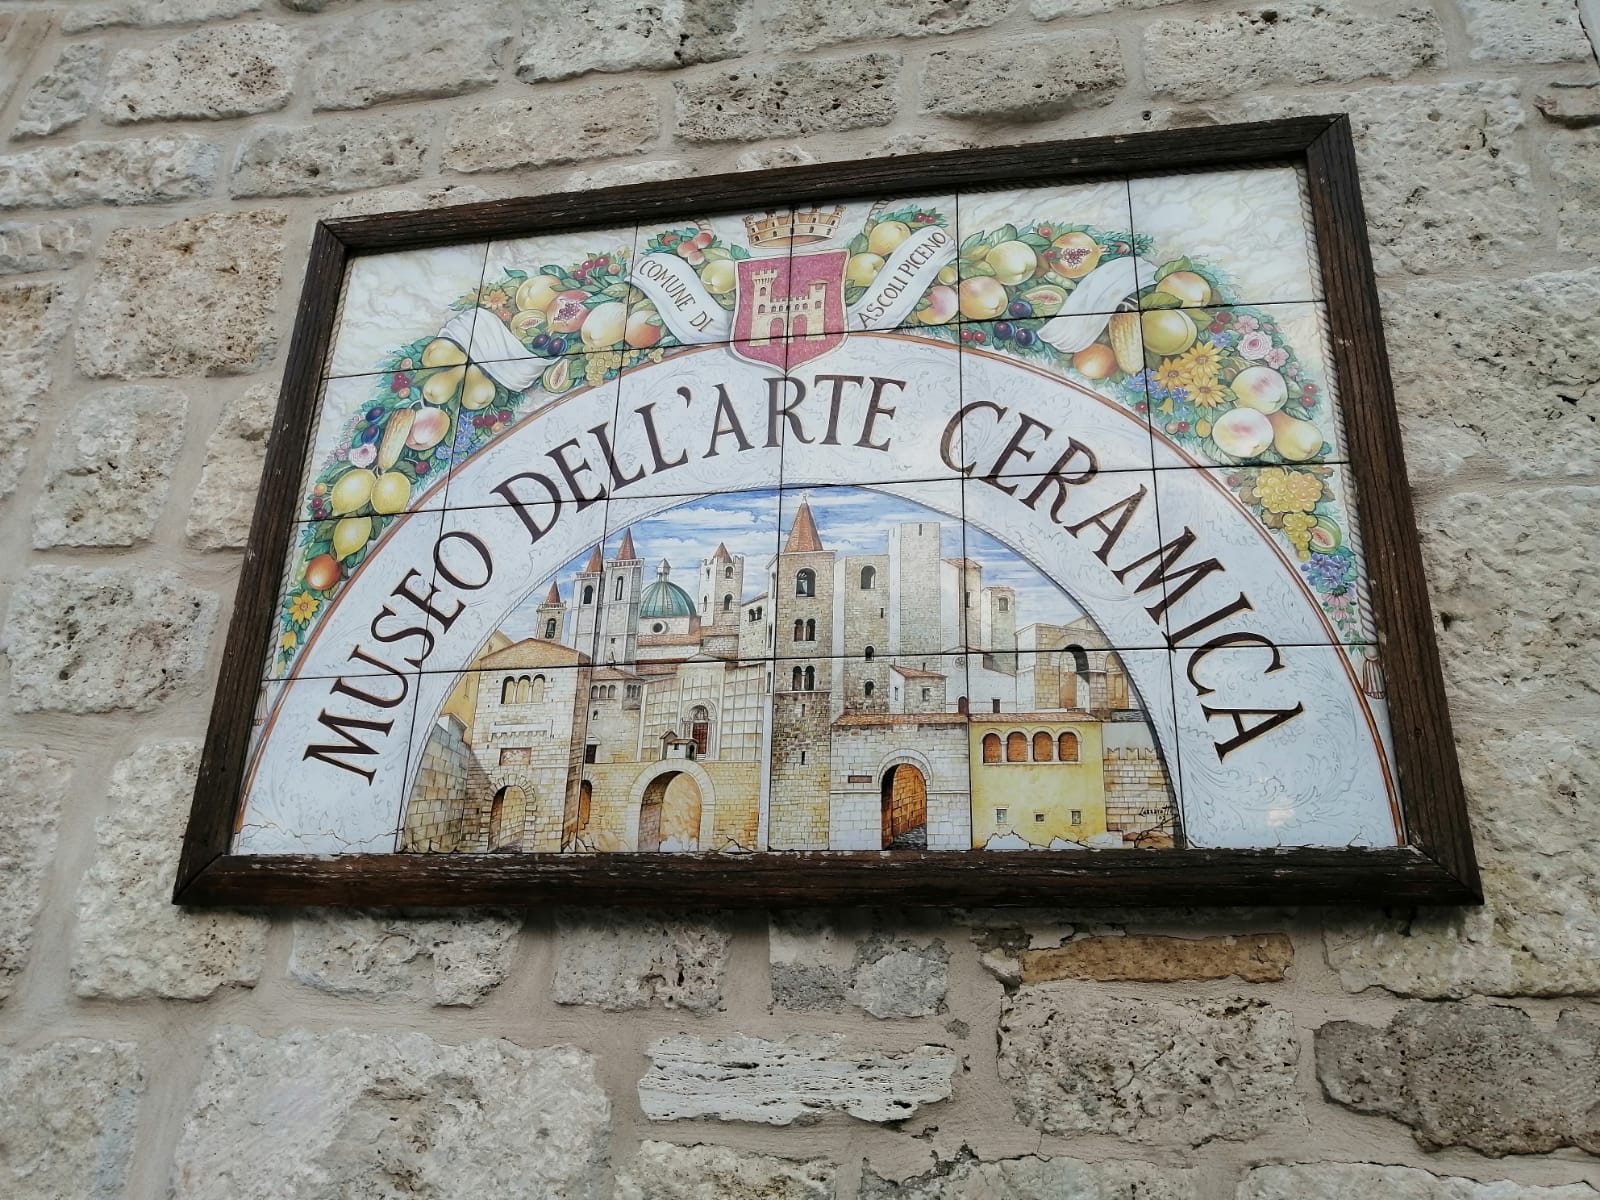 COMUNE DI ASCOLI PICENO
MUSEO DELL'ARTE CERAMICA